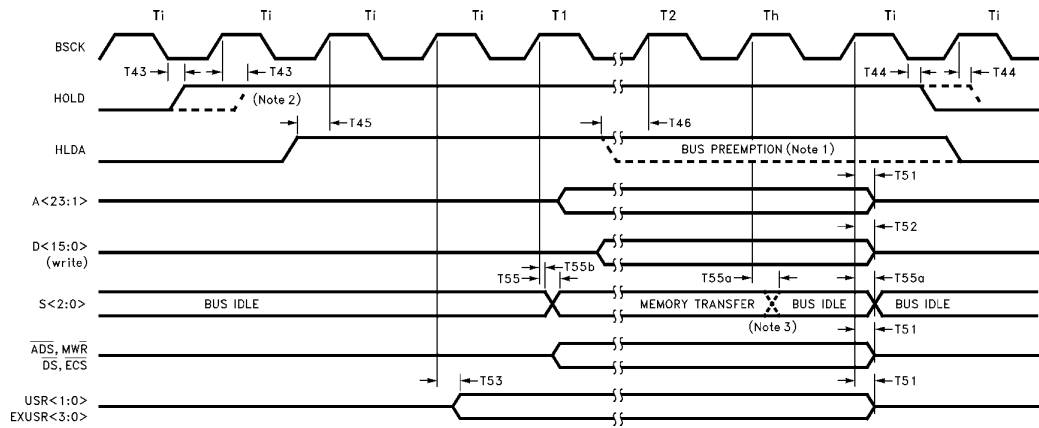 Ti Ti Ti Ti T1 T2 Th Ti Ti
BSCK
T43 T43 T44 T44
HOLD (Note 2)
T45 T46
HLDA BUS PREEMPTION (Note 1)
T51
A<23:1>
T52
D<15:0>
(write)
T55b
T55 T55a T55a
S<2:0> BUS IDLE MEMORY TRANSFER BUS IDLE BUS IDLE
(Note 3)
T51
ADS, MWR
DS, ECS
T53 T51
USR<1:0>
EXUSR<3:0>